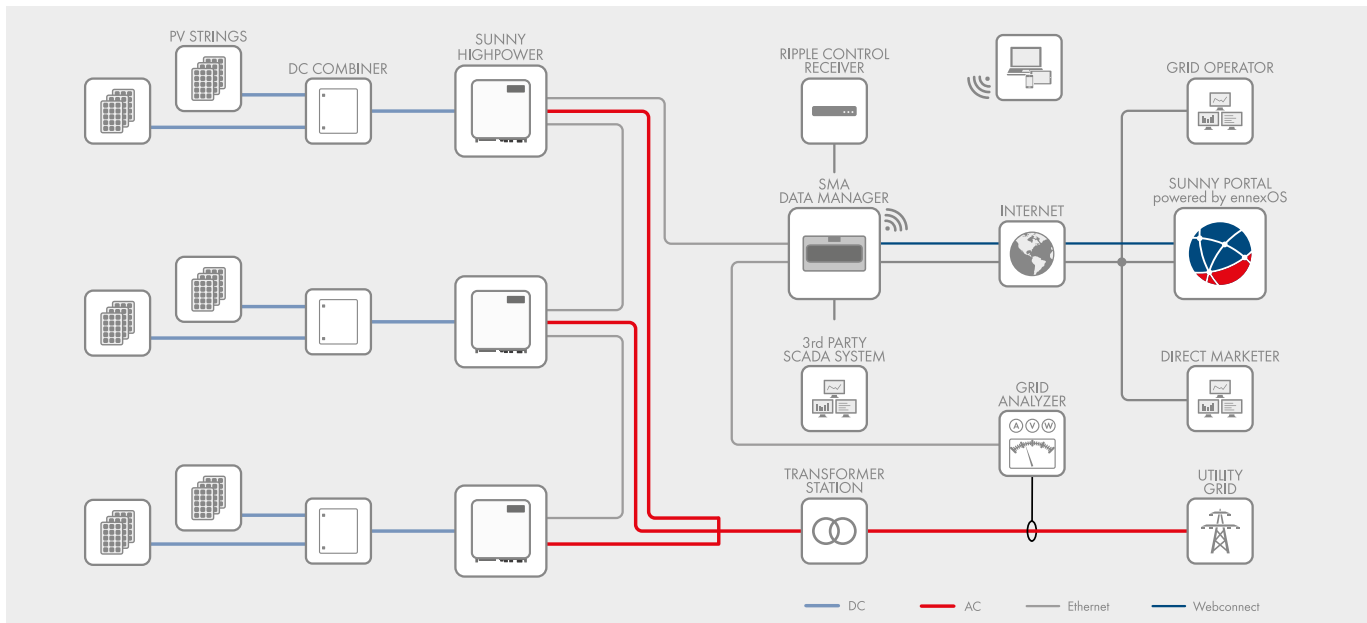 PV STRINGS
DC COMBINER
SUNNY
HIGHPOWER
RIPPLE CONTROL
RECEIVER
GRID OPERATOR
SMA
DATA MANAGER
INTERNET
SUNNY PORTAL
powered by ennexOS
3rd PARTY
SCADA SYSTEM
GRID
ANALYZER
A V W
DIRECT MARKETER
TRANSFORMER
STATION
UTILITY
GRID
DC
AC
Ethernet
Webconnect